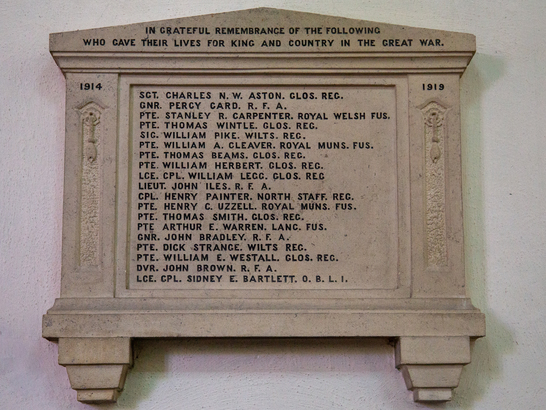 IN GRATEFUL REMEMBRANCE OF THE FOLLOWING
WHO GAVE THEIR LIVES FOR KING AND COUNTRY IN THE GREAT WAR.
1914
1919
SGT. CHARLES N. W. ASTON. GLOS. REG.
GNR. PERCY CARD. R. F. A.
PTE. STANLEY R. CARPENTER. ROYAL WELSH FUS.
PTE. THOMAS WINTLE. GLOS. REG.
SIG. WILLIAM PIKE. WILTS. REG.
PTE. WILLIAM A. CLEAVER. ROYAL MUNS. FUS.
PTE. THOMAS BEAMS. GLOS. REG.
PTE. WILLIAM HERBERT. GLOS. REG.
LCE. CPL. WILLIAM LEGG. GLOS. REG
LIEUT. JOHN ILES. R. F. A.
CPL. HENRY PAINTER. NORTH STAFF. REG.
PTE. HENRY C. UZZELL. ROYAL MUNS. FUS.
PTE. THOMAS SMITH. GLOS. REG.
PTE ARTHUR E. WARREN. LANC. FUS.
GNR. JOHN BRADLEY. R. F. A.
PTE. DICK STRANGE. WILTS REG.
PTE. WILLIAM E. WESTALL. GLOS. REG.
DVR. JOHN BROWN. R. F. A.
LCE. CPL. SIDNEY E. BARTLETT. O. B. L. I.